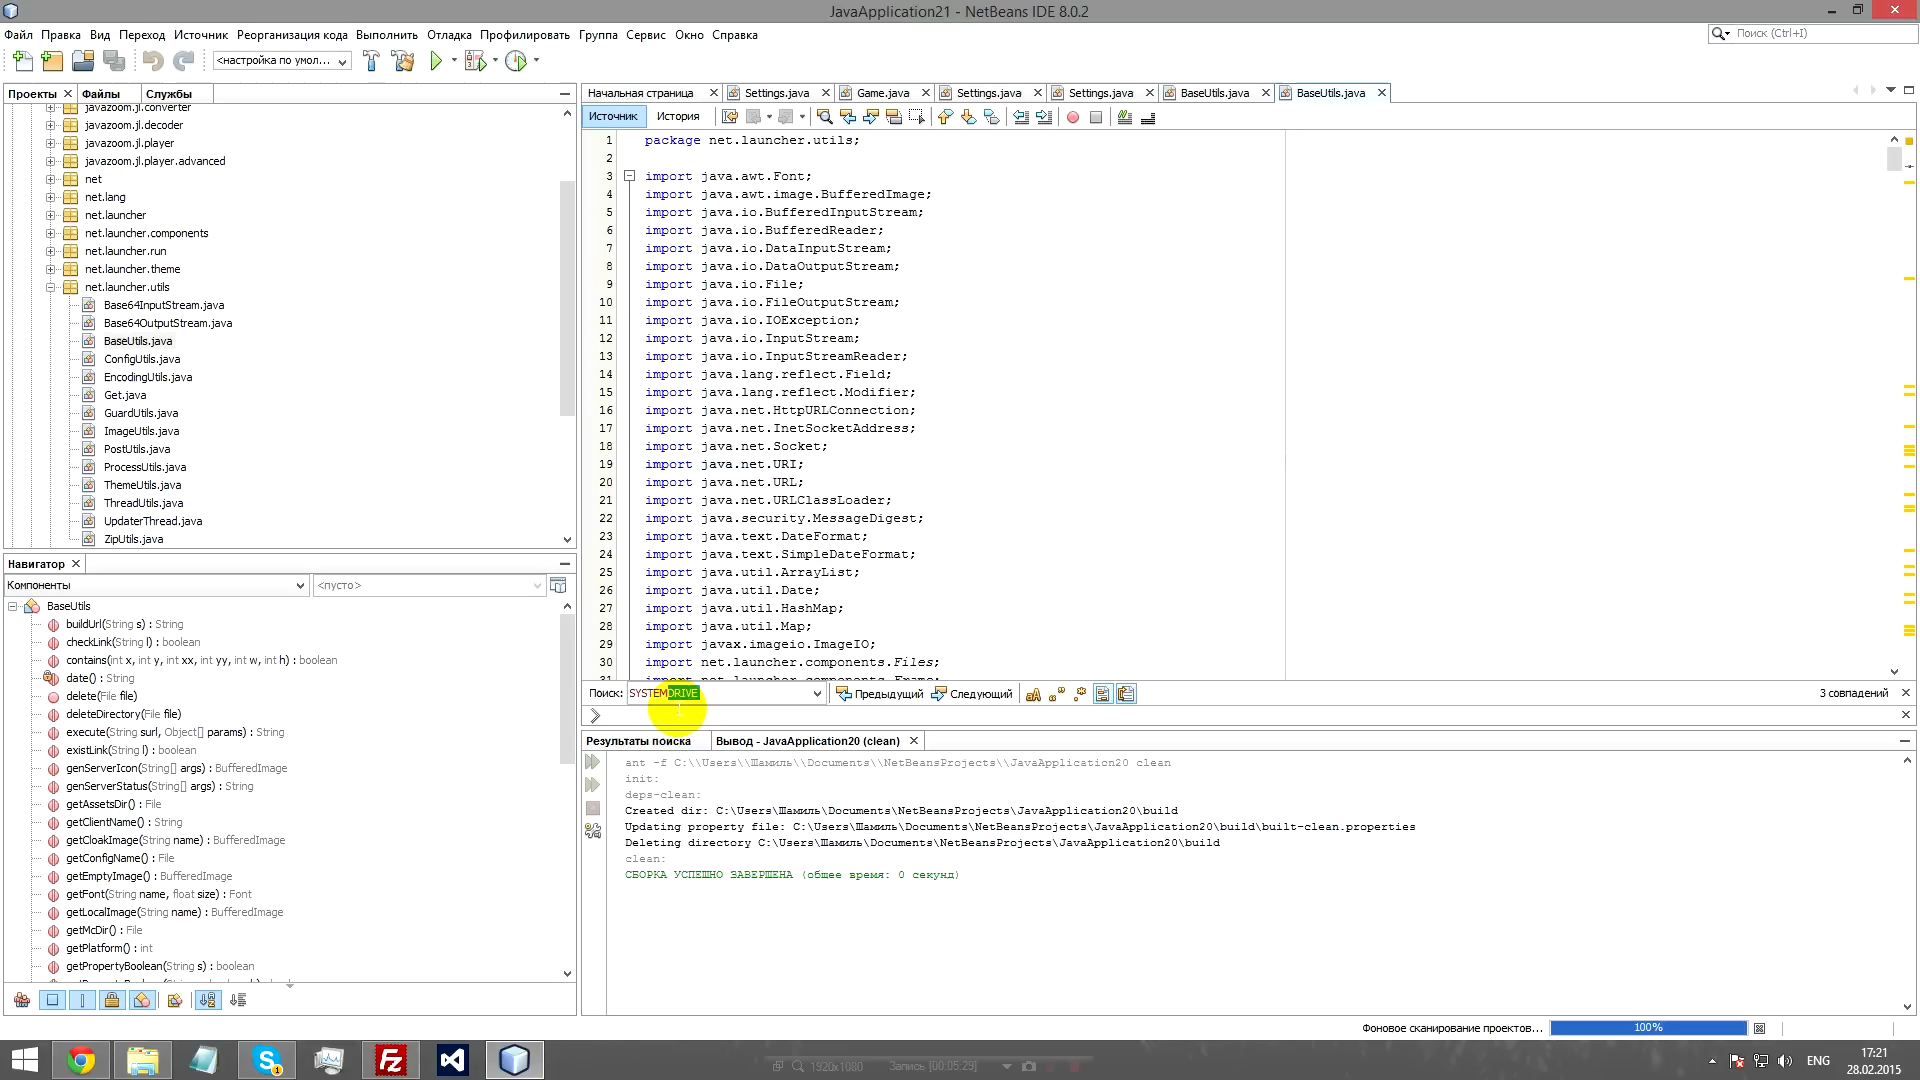 JavaApplication21 - NetBeans IDE 8.0.2
Файл Правка Вид Переход Источник Реорганизация кода Выполнить Отладка Профилировать Группа Сервис Окно Справка
Поиск (Ctrl+I)
<настройка по умол...
Проекты Файлы Службы
javazoom.jl.converter
javazoom.jl.decoder
javazoom.jl.player
javazoom.jl.player.advanced
net
net.lang
net.launcher
net.launcher.components
net.launcher.run
net.launcher.theme
net.launcher.utils
Base64InputStream.java
Base64OutputStream.java
BaseUtils.java
ConfigUtils.java
EncodingUtils.java
Get.java
GuardUtils.java
ImageUtils.java
PostUtils.java
ProcessUtils.java
ThemeUtils.java
ThreadUtils.java
UpdaterThread.java
ZipUtils.java
Навигатор
Компоненты <пусто>
BaseUtils
buildUrl(String s) : String
checkLink(String l) : boolean
contains(int x, int y, int xx, int yy, int w, int h) : boolean
date() : String
delete(File file)
deleteDirectory(File file)
execute(String surl, Object[] params) : String
existLink(String l) : boolean
genServerIcon(String[] args) : BufferedImage
genServerStatus(String[] args) : String
getAssetsDir() : File
getClientName() : String
getCloakImage(String name) : BufferedImage
getConfigName() : File
getEmptyImage() : BufferedImage
getFont(String name, float size) : Font
getLocalImage(String name) : BufferedImage
getMcDir() : File
getPlatform() : int
getPropertyBoolean(String s) : boolean
Начальная страница Settings.java Game.java Settings.java Settings.java BaseUtils.java BaseUtils.java
Источник История
1 package net.launcher.utils;
2
3 import java.awt.Font;
4 import java.awt.image.BufferedImage;
5 import java.io.BufferedInputStream;
6 import java.io.BufferedReader;
7 import java.io.DataInputStream;
8 import java.io.DataOutputStream;
9 import java.io.File;
10 import java.io.FileOutputStream;
11 import java.io.IOException;
12 import java.io.InputStream;
13 import java.io.InputStreamReader;
14 import java.lang.reflect.Field;
15 import java.lang.reflect.Modifier;
16 import java.net.HttpURLConnection;
17 import java.net.InetSocketAddress;
18 import java.net.Socket;
19 import java.net.URI;
20 import java.net.URL;
21 import java.net.URLClassLoader;
22 import java.security.MessageDigest;
23 import java.text.DateFormat;
24 import java.text.SimpleDateFormat;
25 import java.util.ArrayList;
26 import java.util.Date;
27 import java.util.HashMap;
28 import java.util.Map;
29 import javax.imageio.ImageIO;
30 import net.launcher.components.Files;
31 import net.launcher.components.Frame;
Поиск: SYSTEMDRIVE Предыдущий Следующий 3 совпадений
Результаты поиска Вывод - JavaApplication20 (clean)
ant -f C:\\Users\\Шамиль\\Documents\\NetBeansProjects\\JavaApplication20 clean
init:
deps-clean:
Created dir: C:\Users\Шамиль\Documents\NetBeansProjects\JavaApplication20\build
Updating property file: C:\Users\Шамиль\Documents\NetBeansProjects\JavaApplication20\build\built-clean.properties
Deleting directory C:\Users\Шамиль\Documents\NetBeansProjects\JavaApplication20\build
clean:
СБОРКА УСПЕШНО ЗАВЕРШЕНА (общее время: 0 секунд)
Фоновое сканирование проектов... 100%
1920x1080 Запись [00:05:29]
ENG
17:21
28.02.2015